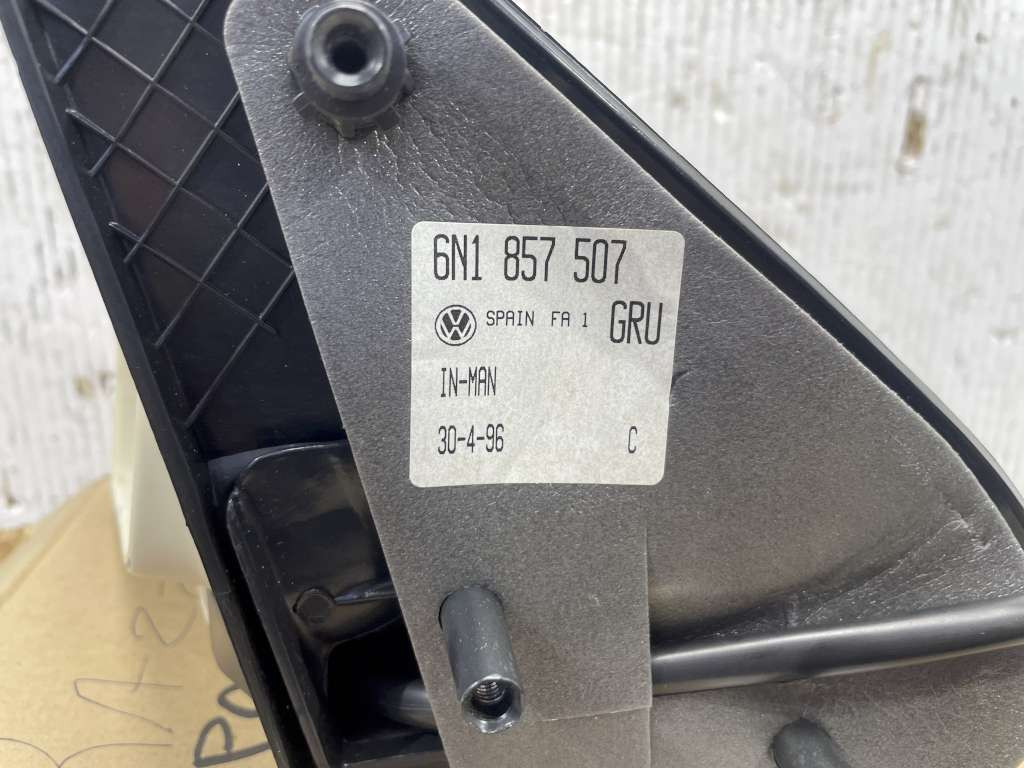 6N1 857 507
SPAIN FA 1 GRU
IN-MAN
30-4-96 C